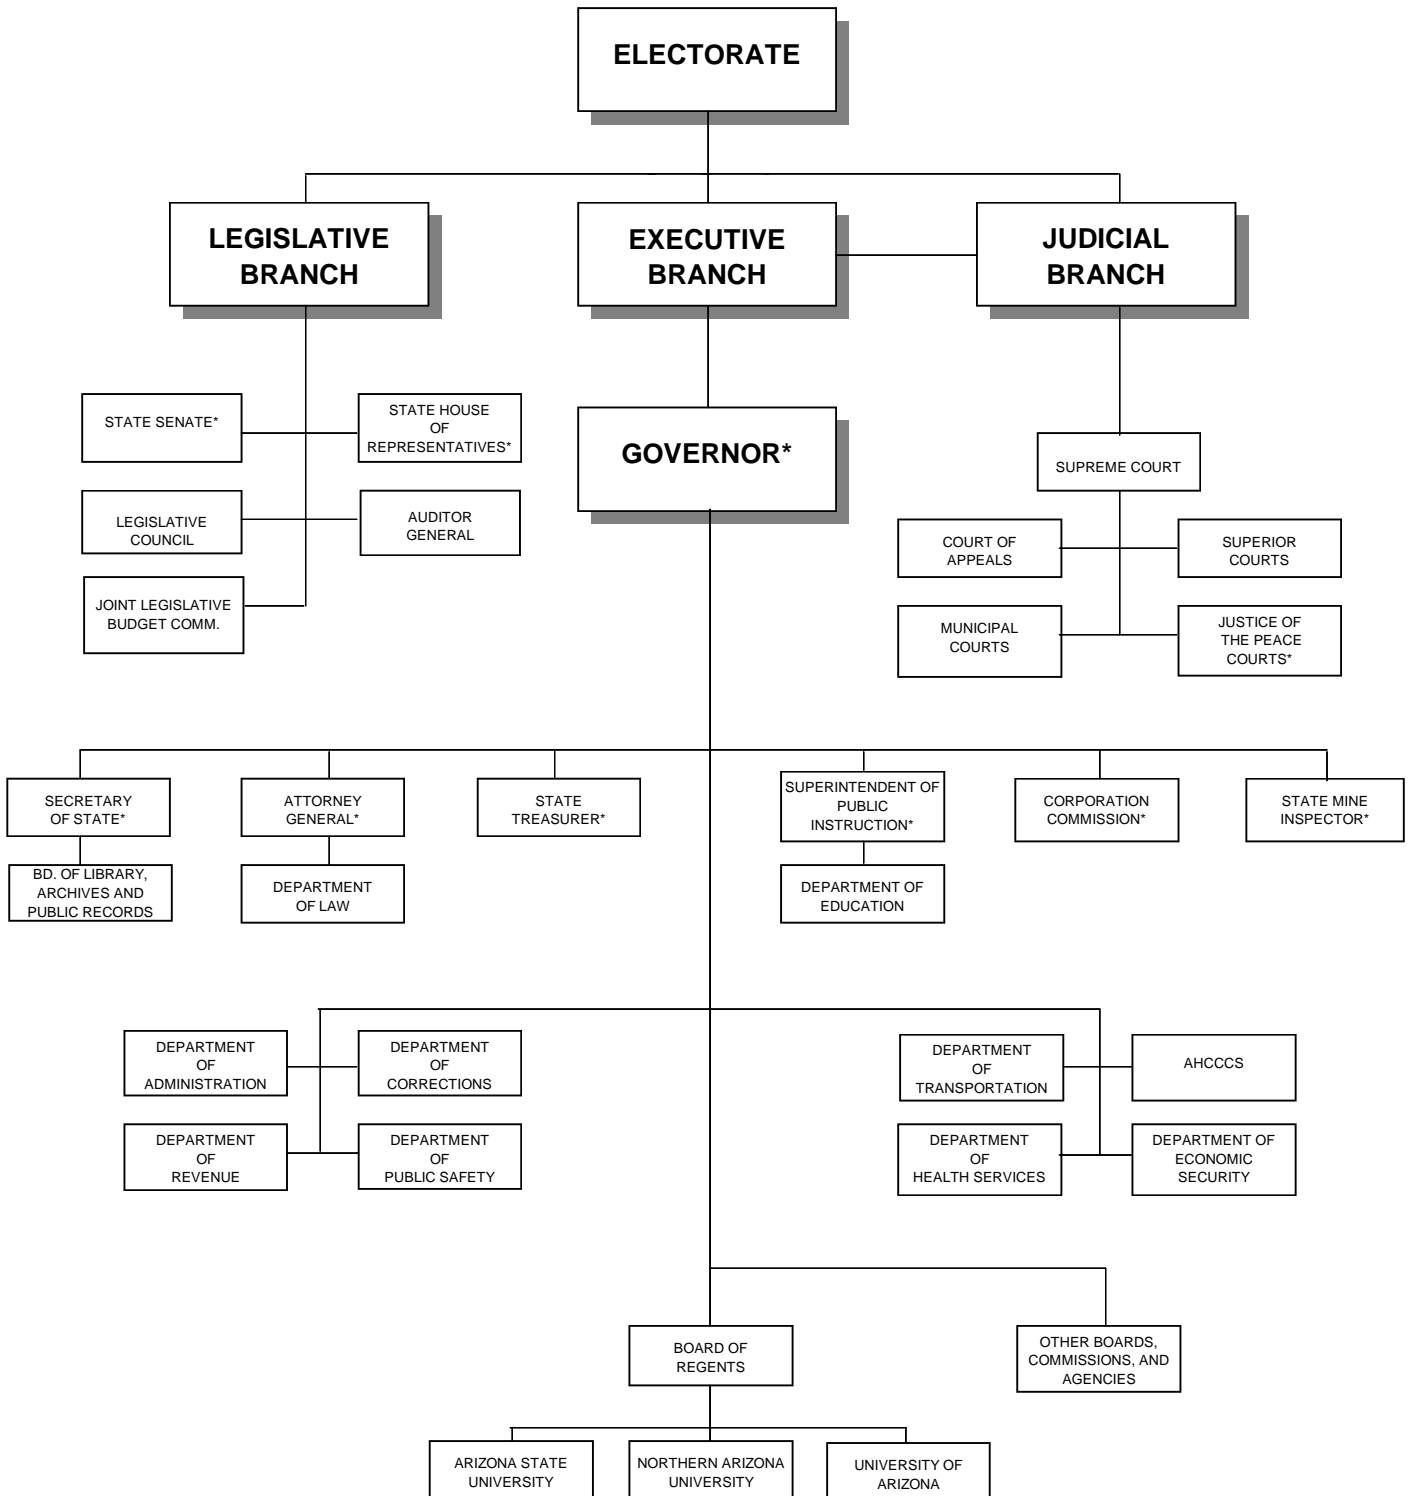 ELECTORATE
LEGISLATIVE
BRANCH
EXECUTIVE
BRANCH
JUDICIAL
BRANCH
STATE SENATE*
STATE HOUSE
OF
REPRESENTATIVES*
LEGISLATIVE
COUNCIL
AUDITOR
GENERAL
JOINT LEGISLATIVE
BUDGET COMM.
GOVERNOR*
SUPREME COURT
COURT OF
APPEALS
SUPERIOR
COURTS
MUNICIPAL
COURTS
JUSTICE OF
THE PEACE
COURTS*
SECRETARY
OF STATE*
ATTORNEY
GENERAL*
STATE
TREASURER*
SUPERINTENDENT OF
PUBLIC
INSTRUCTION*
CORPORATION
COMMISSION*
STATE MINE
INSPECTOR*
BD. OF LIBRARY,
ARCHIVES AND
PUBLIC RECORDS
DEPARTMENT
OF LAW
DEPARTMENT OF
EDUCATION
DEPARTMENT
OF
ADMINISTRATION
DEPARTMENT
OF
CORRECTIONS
DEPARTMENT
OF
TRANSPORTATION
AHCCCS
DEPARTMENT
OF
REVENUE
DEPARTMENT
OF
PUBLIC SAFETY
DEPARTMENT
OF
HEALTH SERVICES
DEPARTMENT OF
ECONOMIC
SECURITY
BOARD OF
REGENTS
OTHER BOARDS,
COMMISSIONS, AND
AGENCIES
ARIZONA STATE
UNIVERSITY
NORTHERN ARIZONA
UNIVERSITY
UNIVERSITY OF
ARIZONA